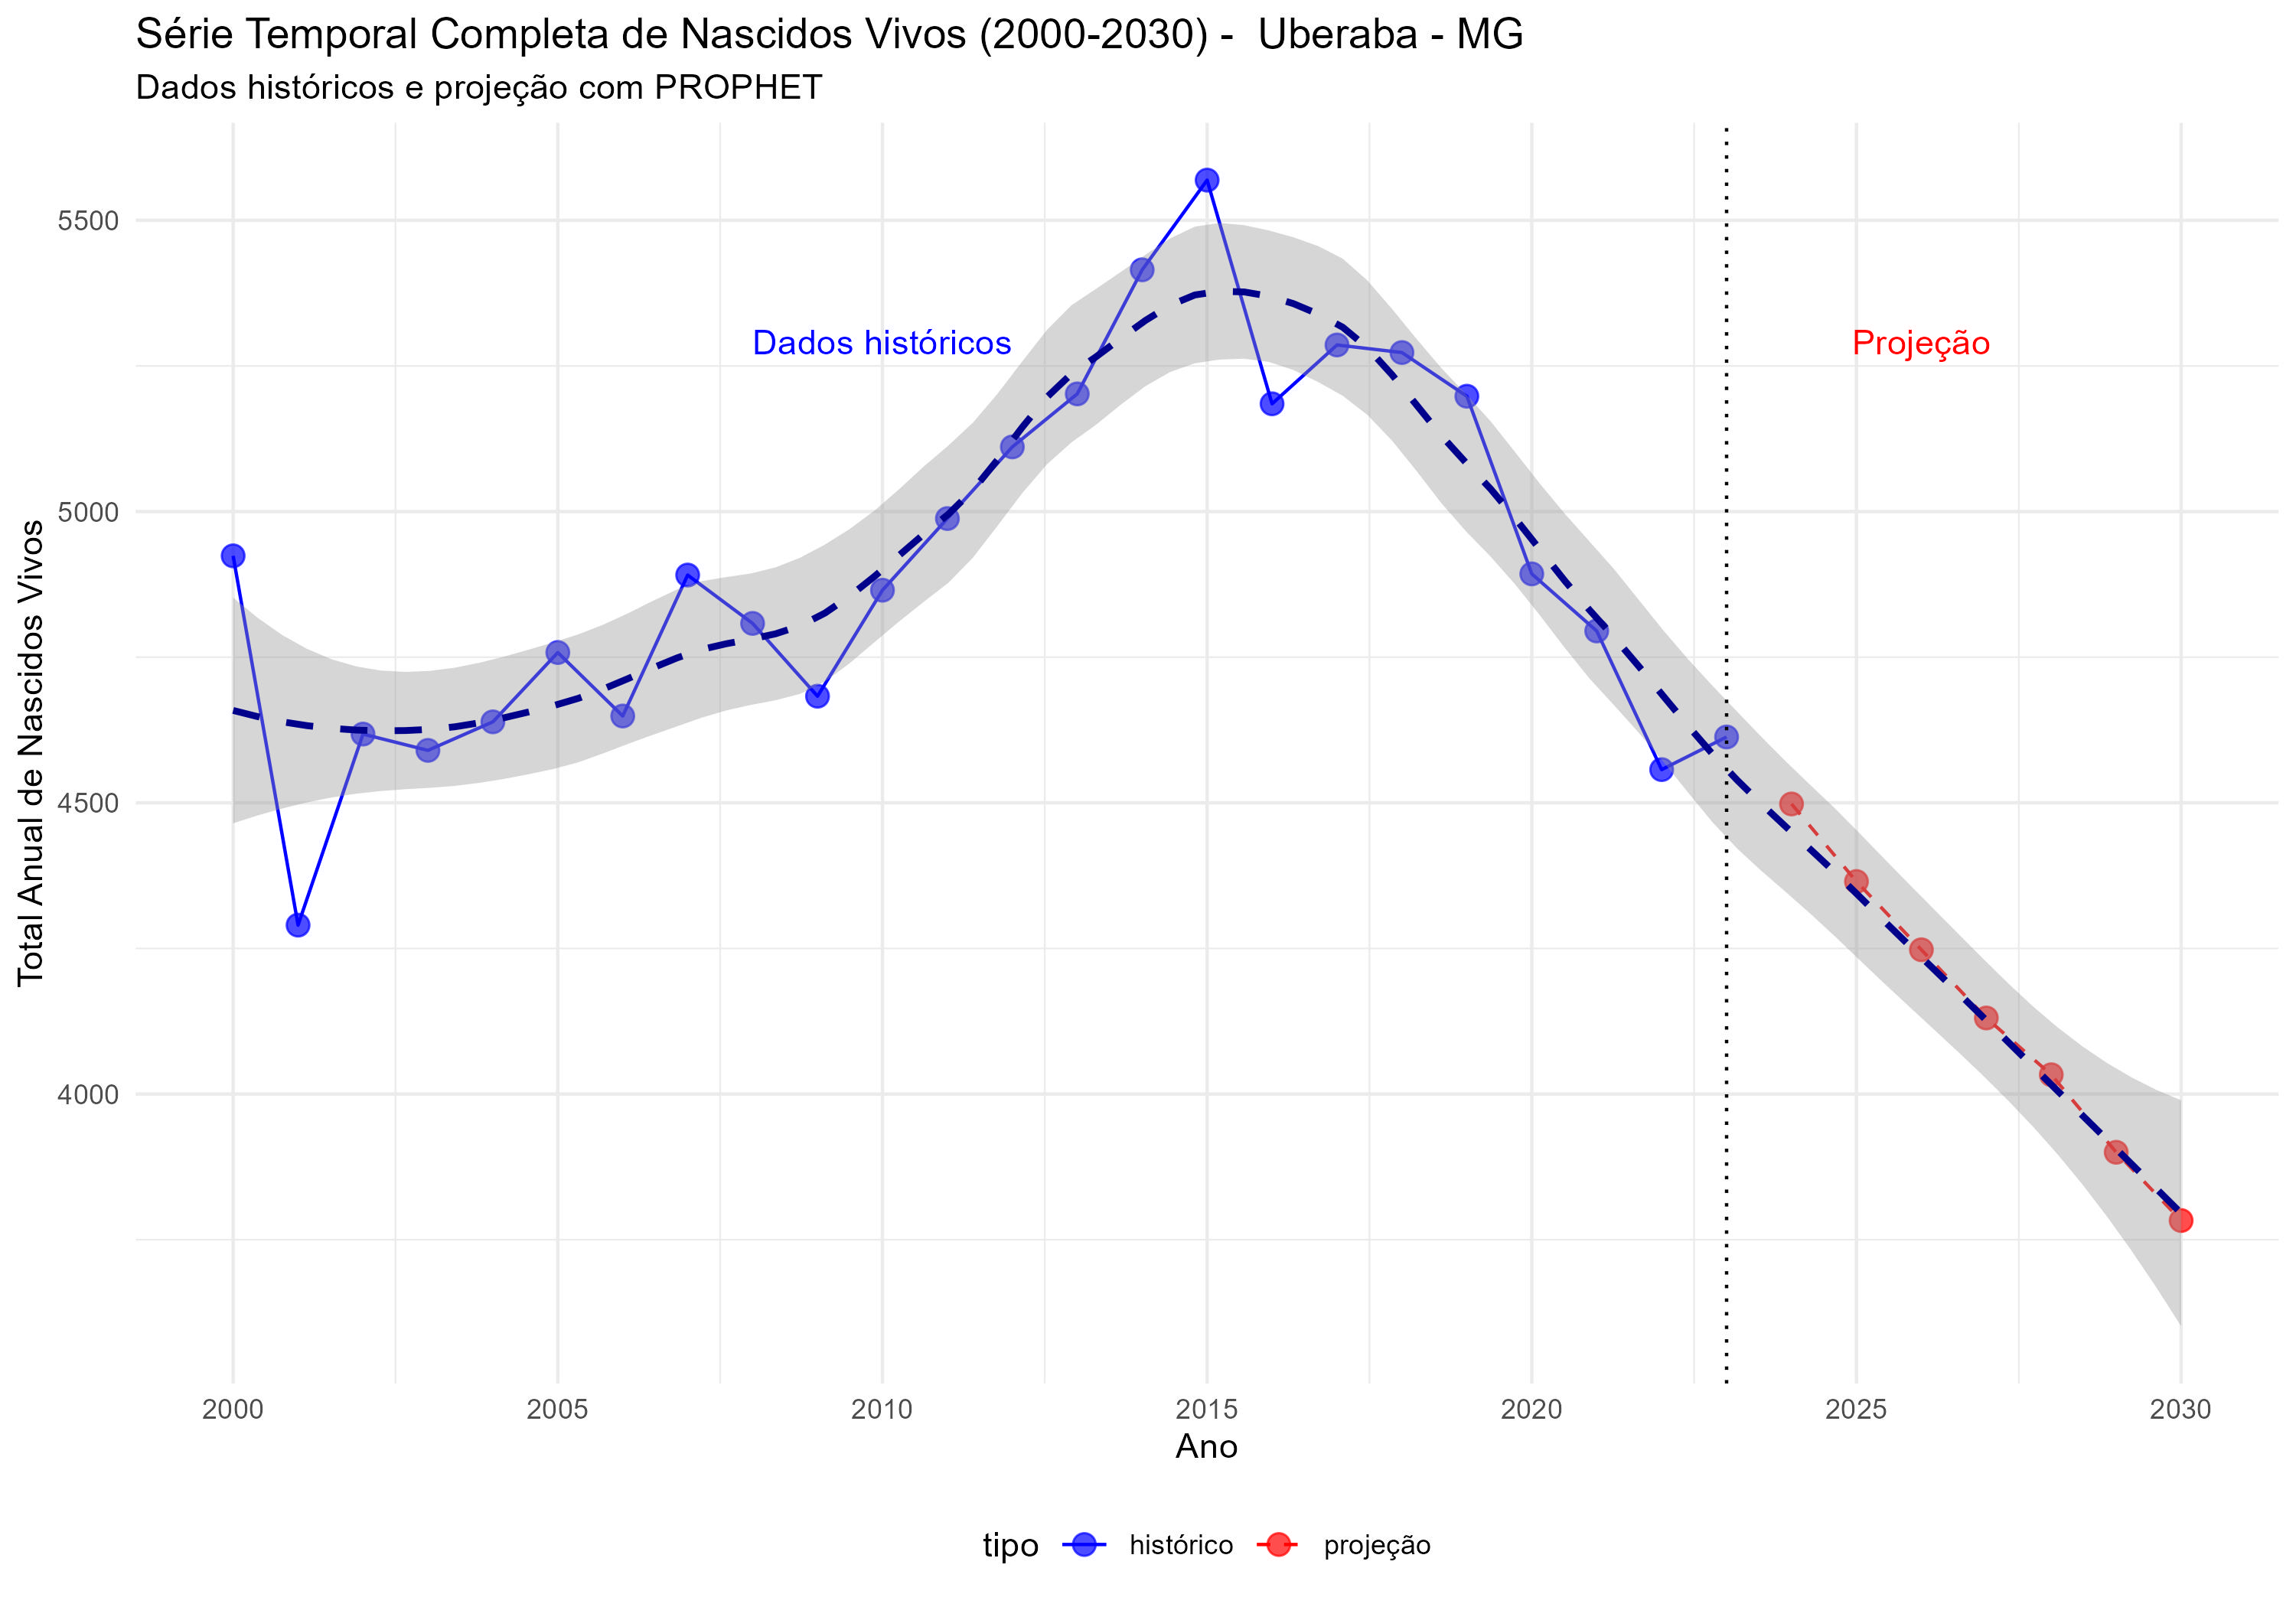 Série Temporal Completa de Nascidos Vivos (2000-2030) -  Uberaba - MG
Dados históricos e projeção com PROPHET
Total Anual de Nascidos Vivos
5500
5000
4500
4000
Dados históricos
Projeção
2000
2005
2010
2015
2020
2025
2030
Ano
tipo
histórico
projeção